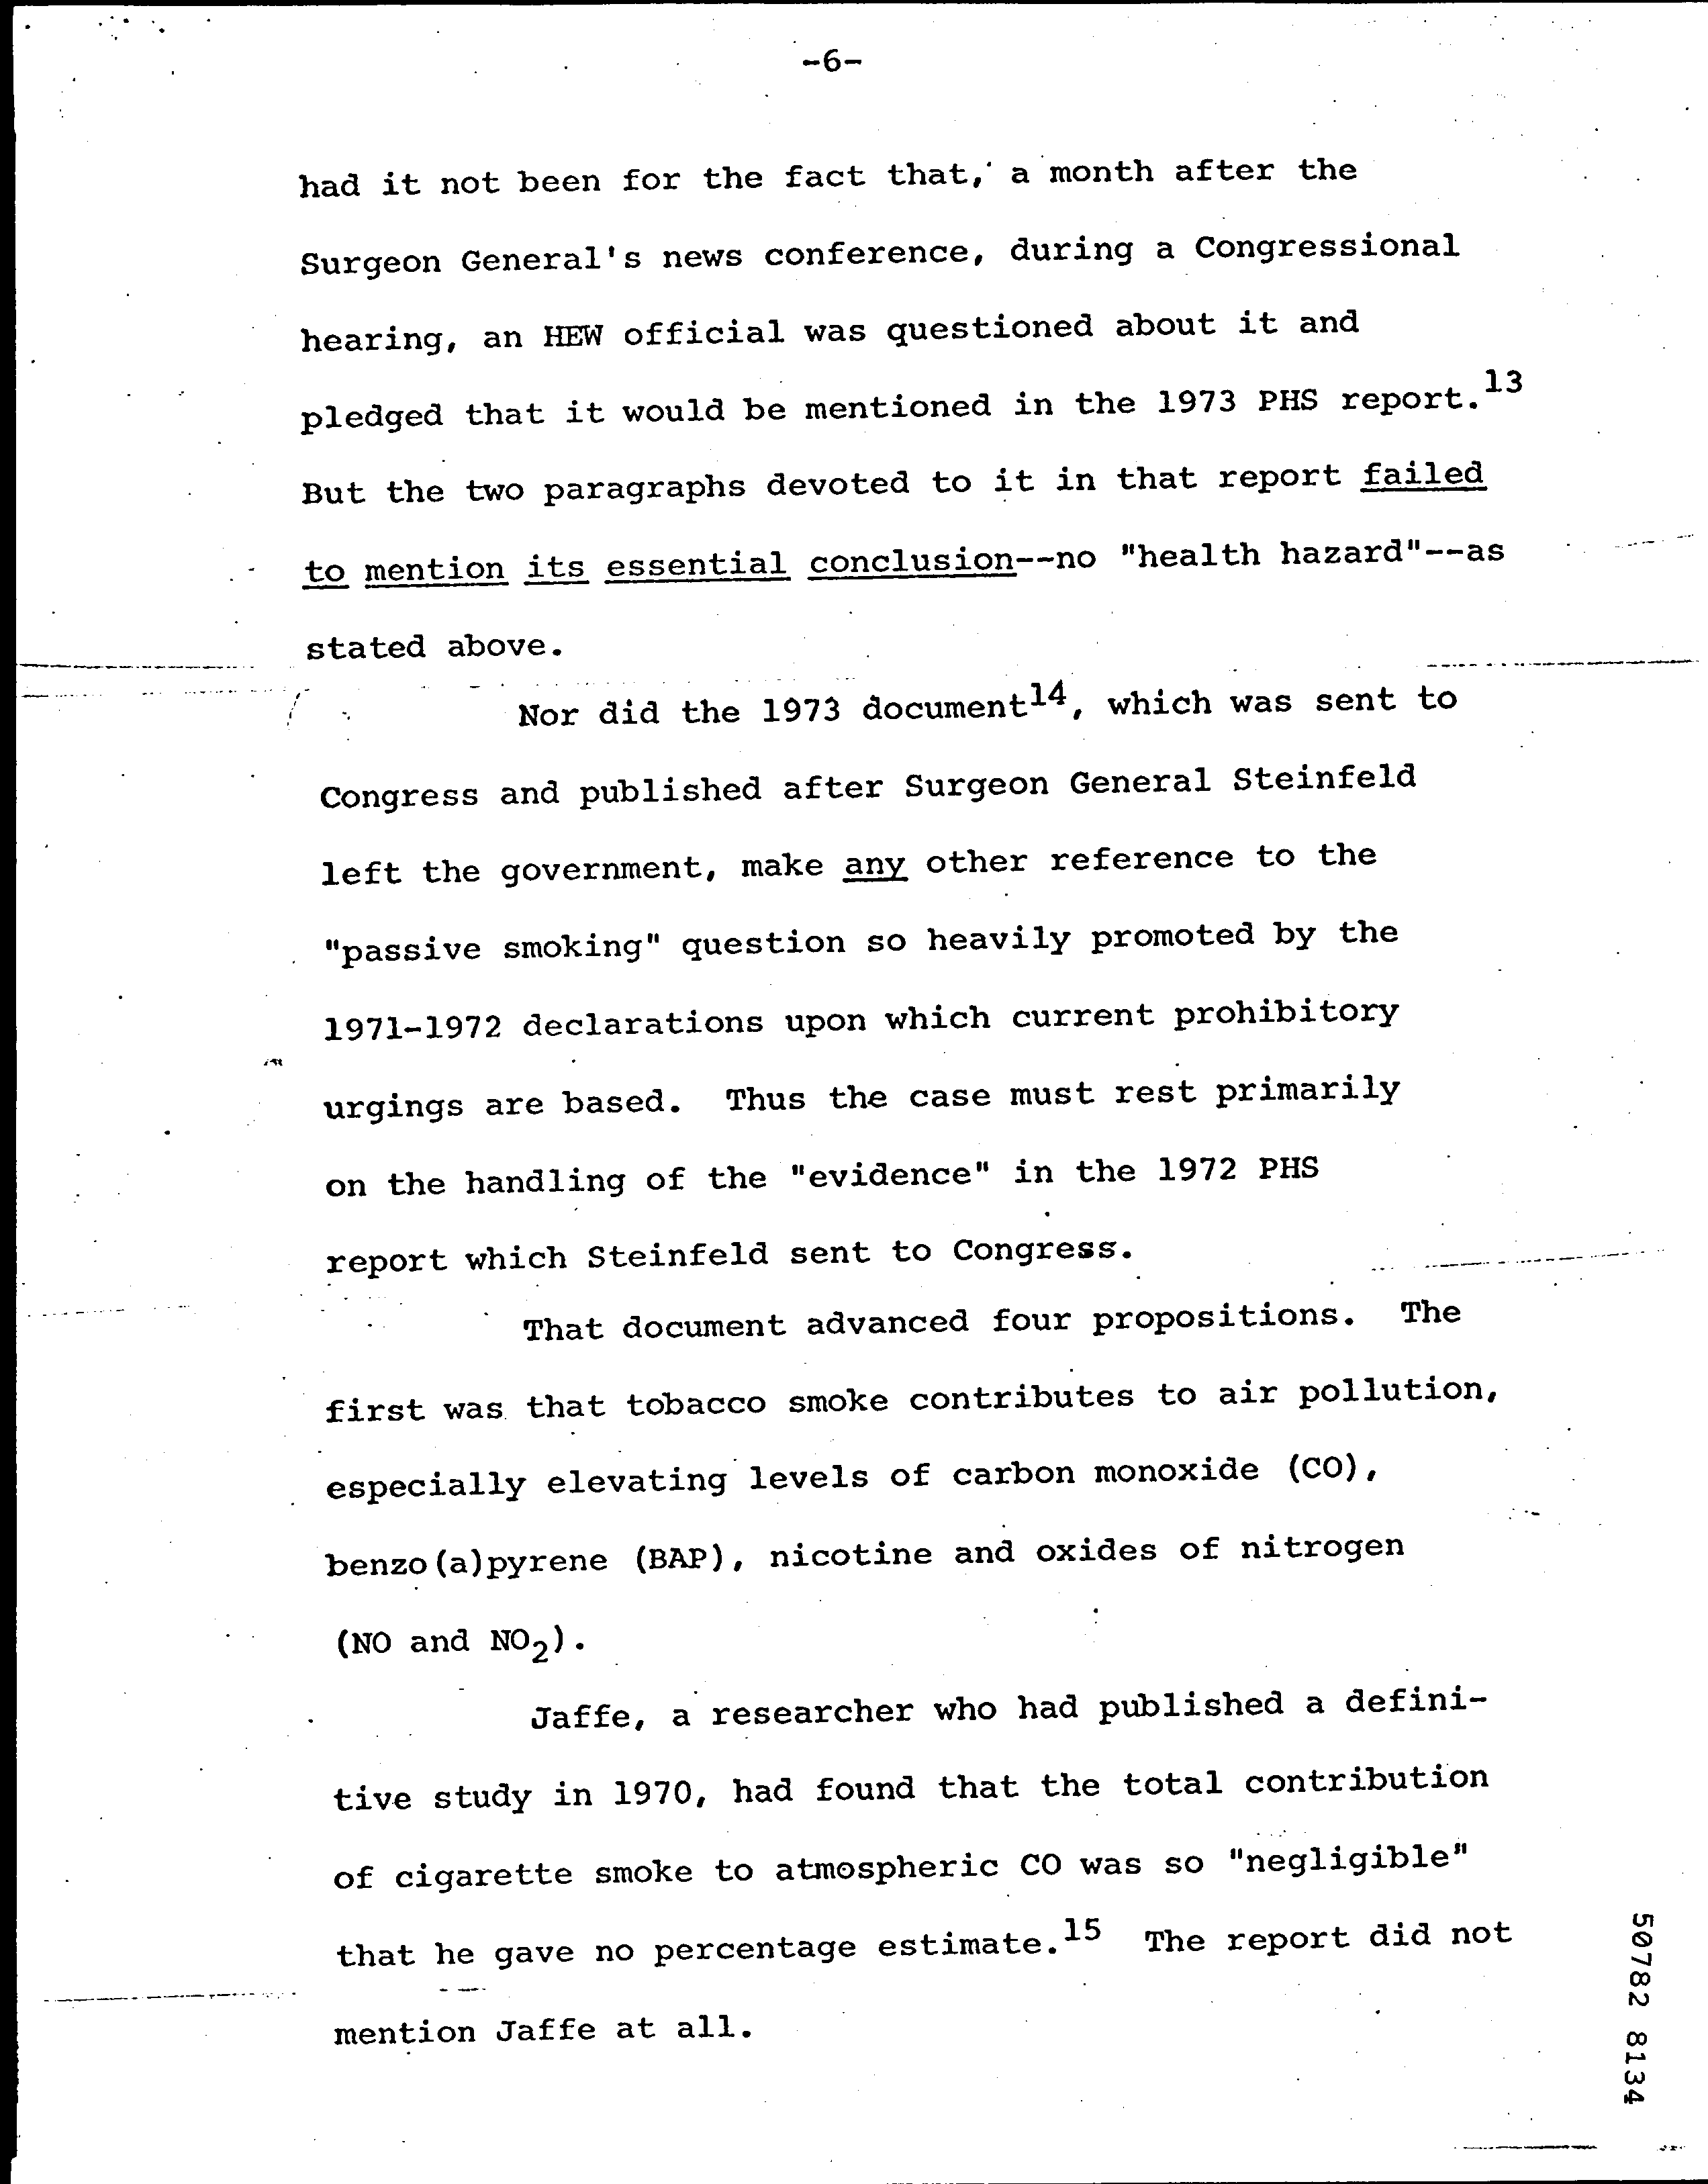 -6-
had it not been for the fact that, a month after the
Surgeon General's news conference, during a Congressional
hearing, an HEW official was questioned about it and
pledged that it would be mentioned in the 1973 PHS report.13
But the two paragraphs devoted to it in that report failed
to mention its essential conclusion--no "health hazard"--as
stated above.
Nor did the 1973 document14, which was sent to
Congress and published after Surgeon General Steinfeld
left the government, make any other reference to the
"passive smoking" question so heavily promoted by the
1971-1972 declarations upon which current prohibitory
urgings are based.  Thus the case must rest primarily
on the handling of the "evidence" in the 1972 PHS
report which Steinfeld sent to Congress.
That document advanced four propositions.  The
first was that tobacco smoke contributes to air pollution,
especially elevating levels of carbon monoxide (CO),
benzo(a)pyrene (BAP), nicotine and oxides of nitrogen
(NO and NO2).
Jaffe, a researcher who had published a defini-
tive study in 1970, had found that the total contribution
of cigarette smoke to atmospheric CO was so "negligible"
that he gave no percentage estimate.15  The report did not
mention Jaffe at all.
50782 8134